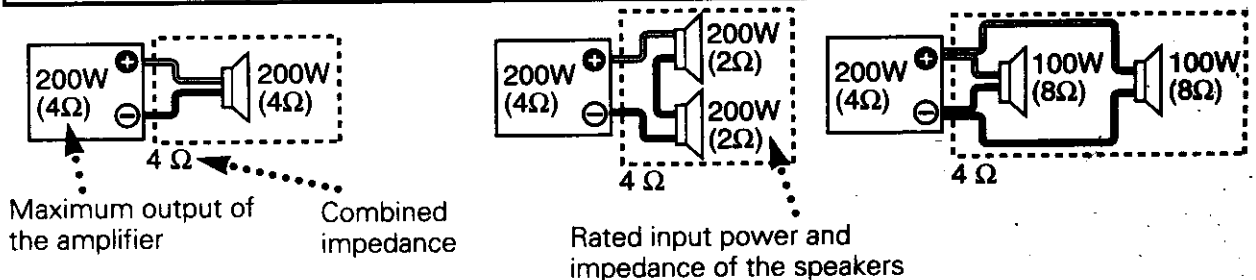 200W
(4Ω)
+
−
200W
(4Ω)
4 Ω
Maximum output of
the amplifier
Combined
impedance
200W
(4Ω)
+
−
200W
(2Ω)
200W
(2Ω)
4 Ω
Rated input power and
impedance of the speakers
200W
(4Ω)
+
−
100W
(8Ω)
100W
(8Ω)
4 Ω